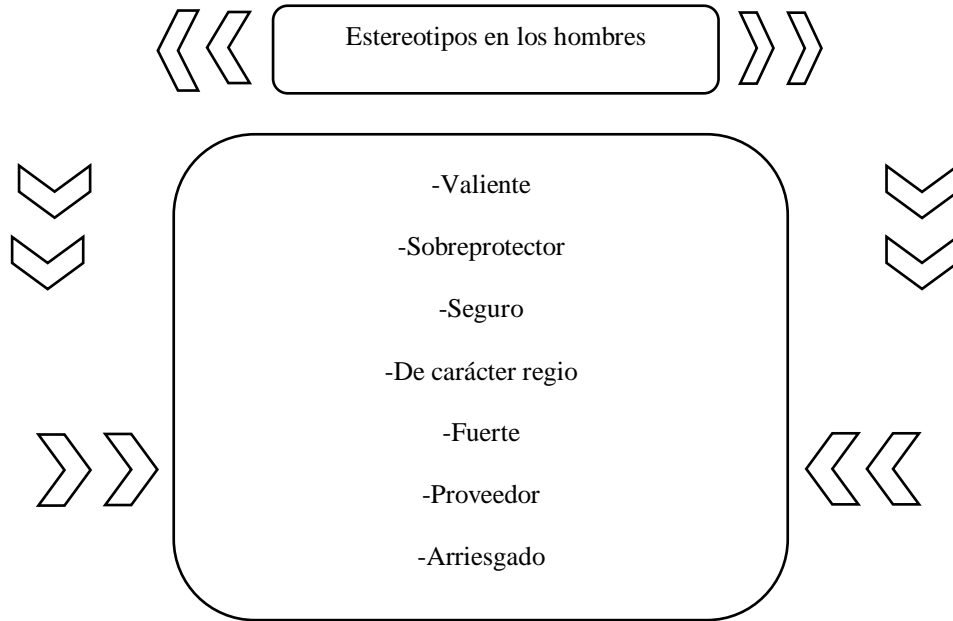 Estereotipos en los hombres
-Valiente
-Sobreprotector
-Seguro
-De carácter regio
-Fuerte
-Proveedor
-Arriesgado